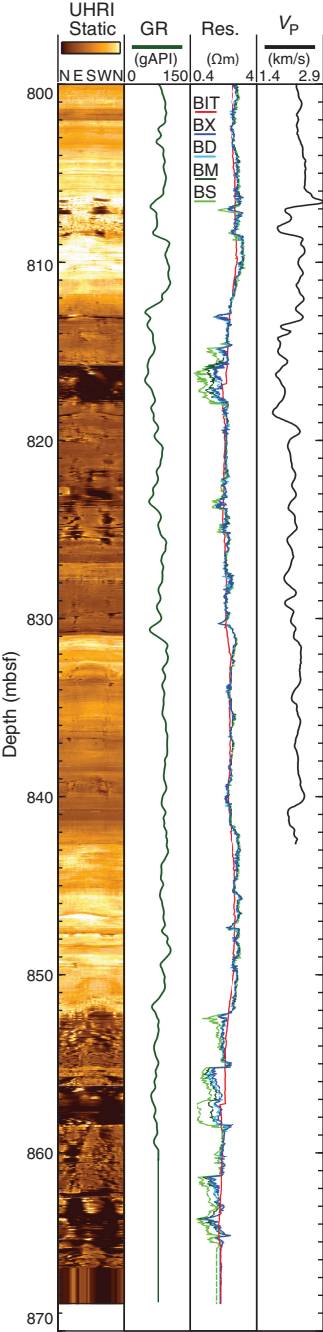 UHRI
Static
GR
Res.
VP
(gAPI)
(Ωm)
(km/s)
N E S W N
0 150
0.4 4
1.4 2.9
800
BIT
BX
BD
BM
BS
810
820
830
Depth (mbsf)
840
850
860
870